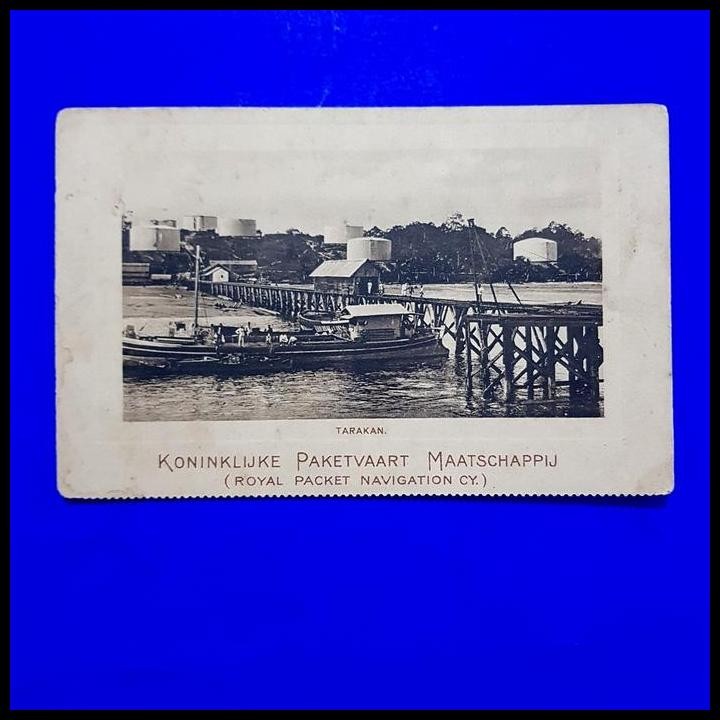 TARAKAN.
KONINKLIJKE PAKETVAART MAATSCHAPPIJ
(ROYAL PACKET NAVIGATION CY.)